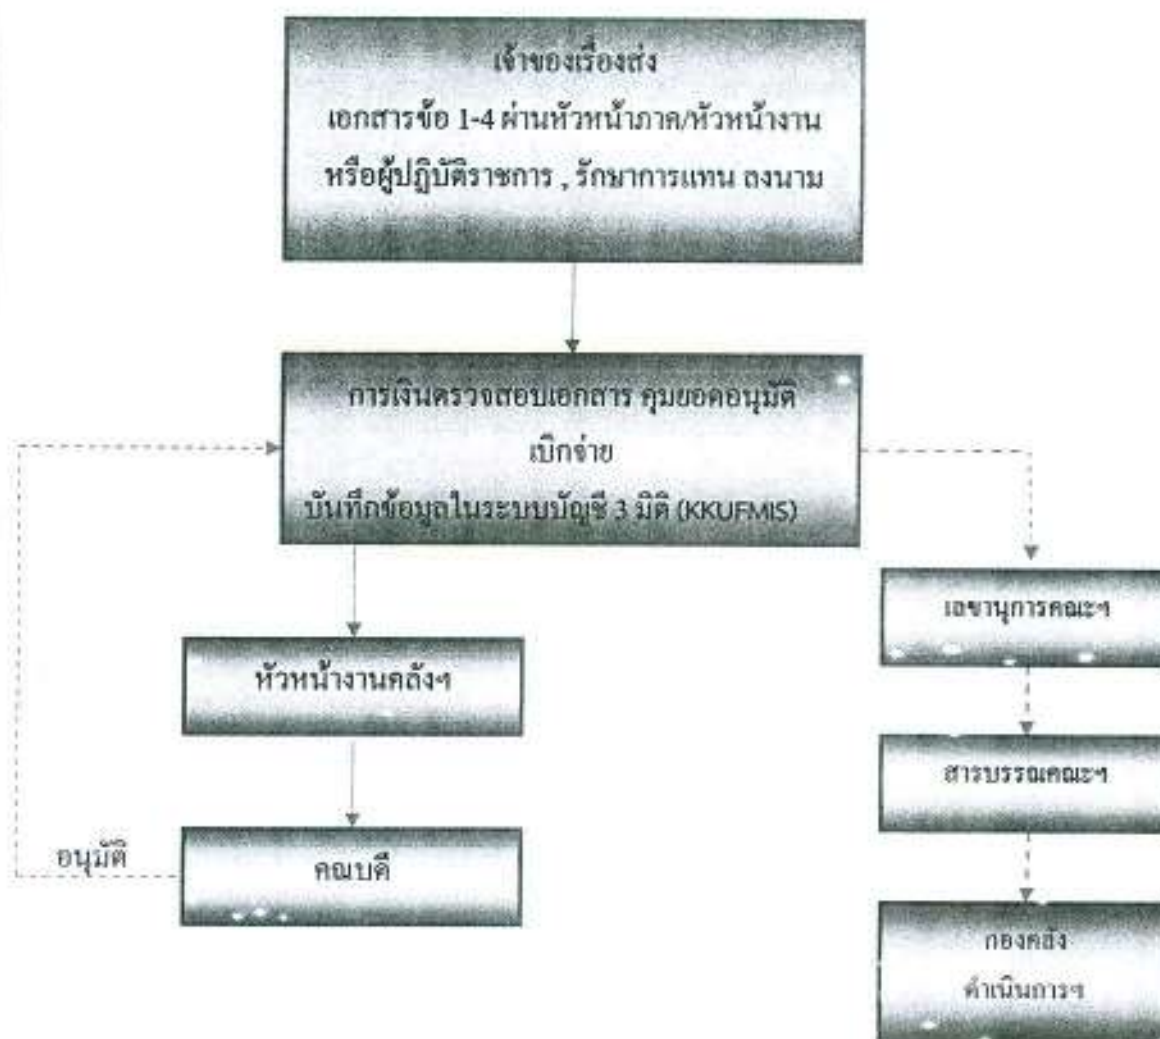 เจ้าของเรื่องส่ง
เอกสารข้อ 1-4 ผ่านหัวหน้าภาค/หัวหน้างาน
หรือผู้ปฏิบัติราชการ , รักษาการแทน ลงนาม
การเงินตรวจสอบเอกสาร คุมยอดอนุมัติ
เบิกจ่าย
บันทึกข้อมูลในระบบบัญชี 3 มิติ (KKUFMIS)
เลขานุการคณะฯ
หัวหน้างานคลังฯ
สารบรรณคณะฯ
อนุมัติ
คณบดี
กองคลัง
ดำเนินการฯ